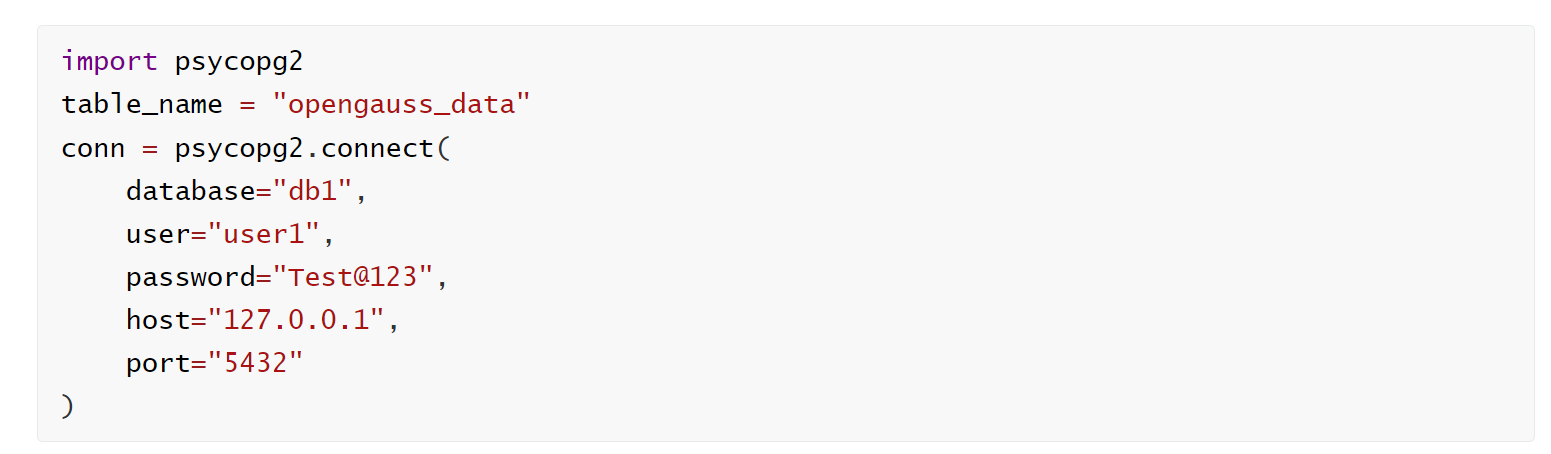 import psycopg2
table_name = "opengauss_data"
conn = psycopg2.connect(
    database="db1",
    user="user1",
    password="Test@123",
    host="127.0.0.1",
    port="5432"
)